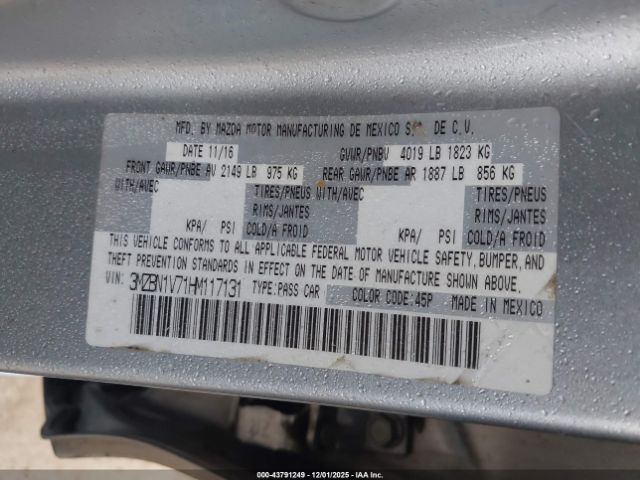 MFD. BY MAZDA MOTOR MANUFACTURING DE MEXICO S. DE C.V.
DATE 11/16 GVWR/PNBV 4019 LB 1823 KG
FRONT GAWR/PNBE AV 2149 LB 975 KG REAR GAWR/PNBE AR 1887 LB 856 KG
WITH/AVEC TIRES/PNEUS WITH/AVEC TIRES/PNEUS
RIMS/JANTES RIMS/JANTES
KPA/ PSI COLD/A FROID KPA/ PSI COLD/A FROID
THIS VEHICLE CONFORMS TO ALL APPLICABLE FEDERAL MOTOR VEHICLE SAFETY, BUMPER, AND
THEFT PREVENTION STANDARDS IN EFFECT ON THE DATE OF MANUFACTURE SHOWN ABOVE.
VIN: 3MZBN1V71HM117131 TYPE:PASS CAR COLOR CODE:45P MADE IN MEXICO
© - 43791249 - 12/01/2025 - IAA Inc.